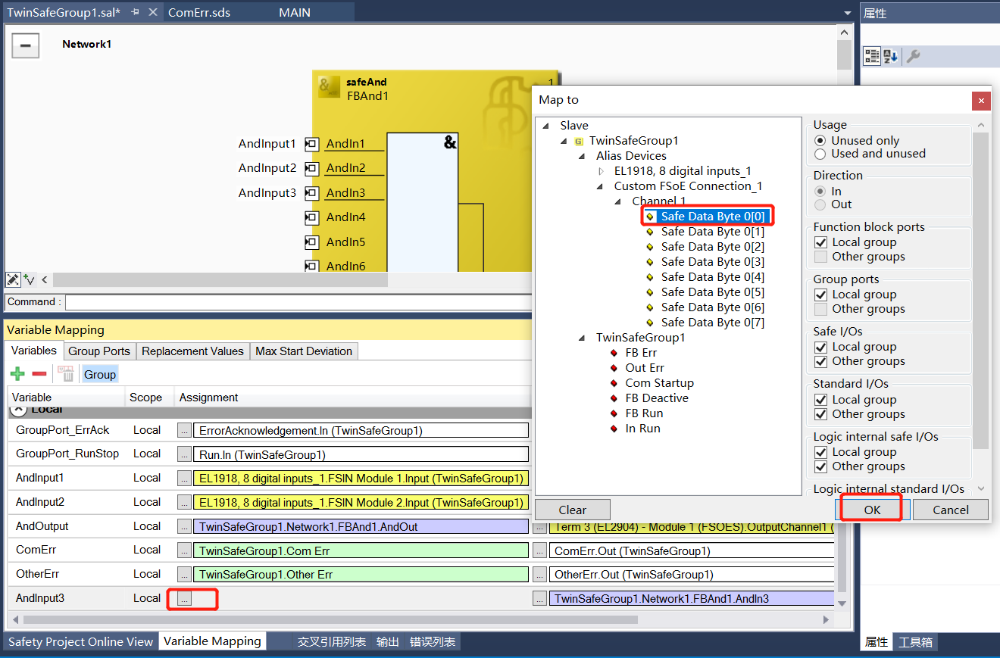 TwinSafeGroup1.sal*
ComErr.sds
MAIN
属性
Network1
safeAnd
FBAnd1
1
&
&
AndInput1
AndIn1
AndInput2
AndIn2
AndInput3
AndIn3
AndIn4
AndIn5
AndIn6
Command :
Map to
Slave
TwinSafeGroup1
Alias Devices
EL1918, 8 digital inputs_1
Custom FSoE Connection_1
Channel 1
Safe Data Byte 0[0]
Safe Data Byte 0[1]
Safe Data Byte 0[2]
Safe Data Byte 0[3]
Safe Data Byte 0[4]
Safe Data Byte 0[5]
Safe Data Byte 0[6]
Safe Data Byte 0[7]
TwinSafeGroup1
FB Err
Out Err
Com Startup
FB Deactive
FB Run
In Run
Usage
Unused only
Used and unused
Direction
In
Out
Function block ports
Local group
Other groups
Group ports
Local group
Other groups
Safe I/Os
Local group
Other groups
Standard I/Os
Local group
Other groups
Logic internal safe I/Os
Local group
Other groups
Logic internal standard I/Os
Clear
OK
Cancel
Variable Mapping
Variables
Group Ports
Replacement Values
Max Start Deviation
Group
Variable Scope Assignment
Local
GroupPort_ErrAck Local ... ErrorAcknowledgement.In (TwinSafeGroup1)
GroupPort_RunStop Local ... Run.In (TwinSafeGroup1)
AndInput1 Local ... EL1918, 8 digital inputs_1.FSIN Module 1.Input (TwinSafeGroup1)
AndInput2 Local ... EL1918, 8 digital inputs_1.FSIN Module 2.Input (TwinSafeGroup1)
AndOutput Local ... TwinSafeGroup1.Network1.FBAnd1.AndOut ... Term 3 (EL2904) - Module 1 (FSOES).OutputChannel1 (
ComErr Local ... TwinSafeGroup1.Com Err ... ComErr.Out (TwinSafeGroup1)
OtherErr Local ... TwinSafeGroup1.Other Err ... OtherErr.Out (TwinSafeGroup1)
AndInput3 Local ... ... TwinSafeGroup1.Network1.FBAnd1.AndIn3
Safety Project Online View
Variable Mapping
交叉引用列表
输出
错误列表
属性
工具箱